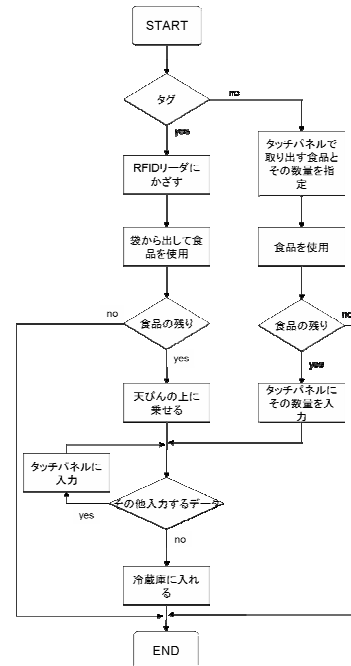 START
タグ
no
yes
RFIDリーダに
かざす
タッチパネルで
取り出す食品と
その数量を指
定
袋から出して食
品を使用
食品を使用
no
食品の残り
yes
食品の残り
no
yes
天びんの上に
乗せる
タッチパネルに
その数量を入
力
タッチパネルに
入力
yes
その他入力するデータ
no
冷蔵庫に入れ
る
END